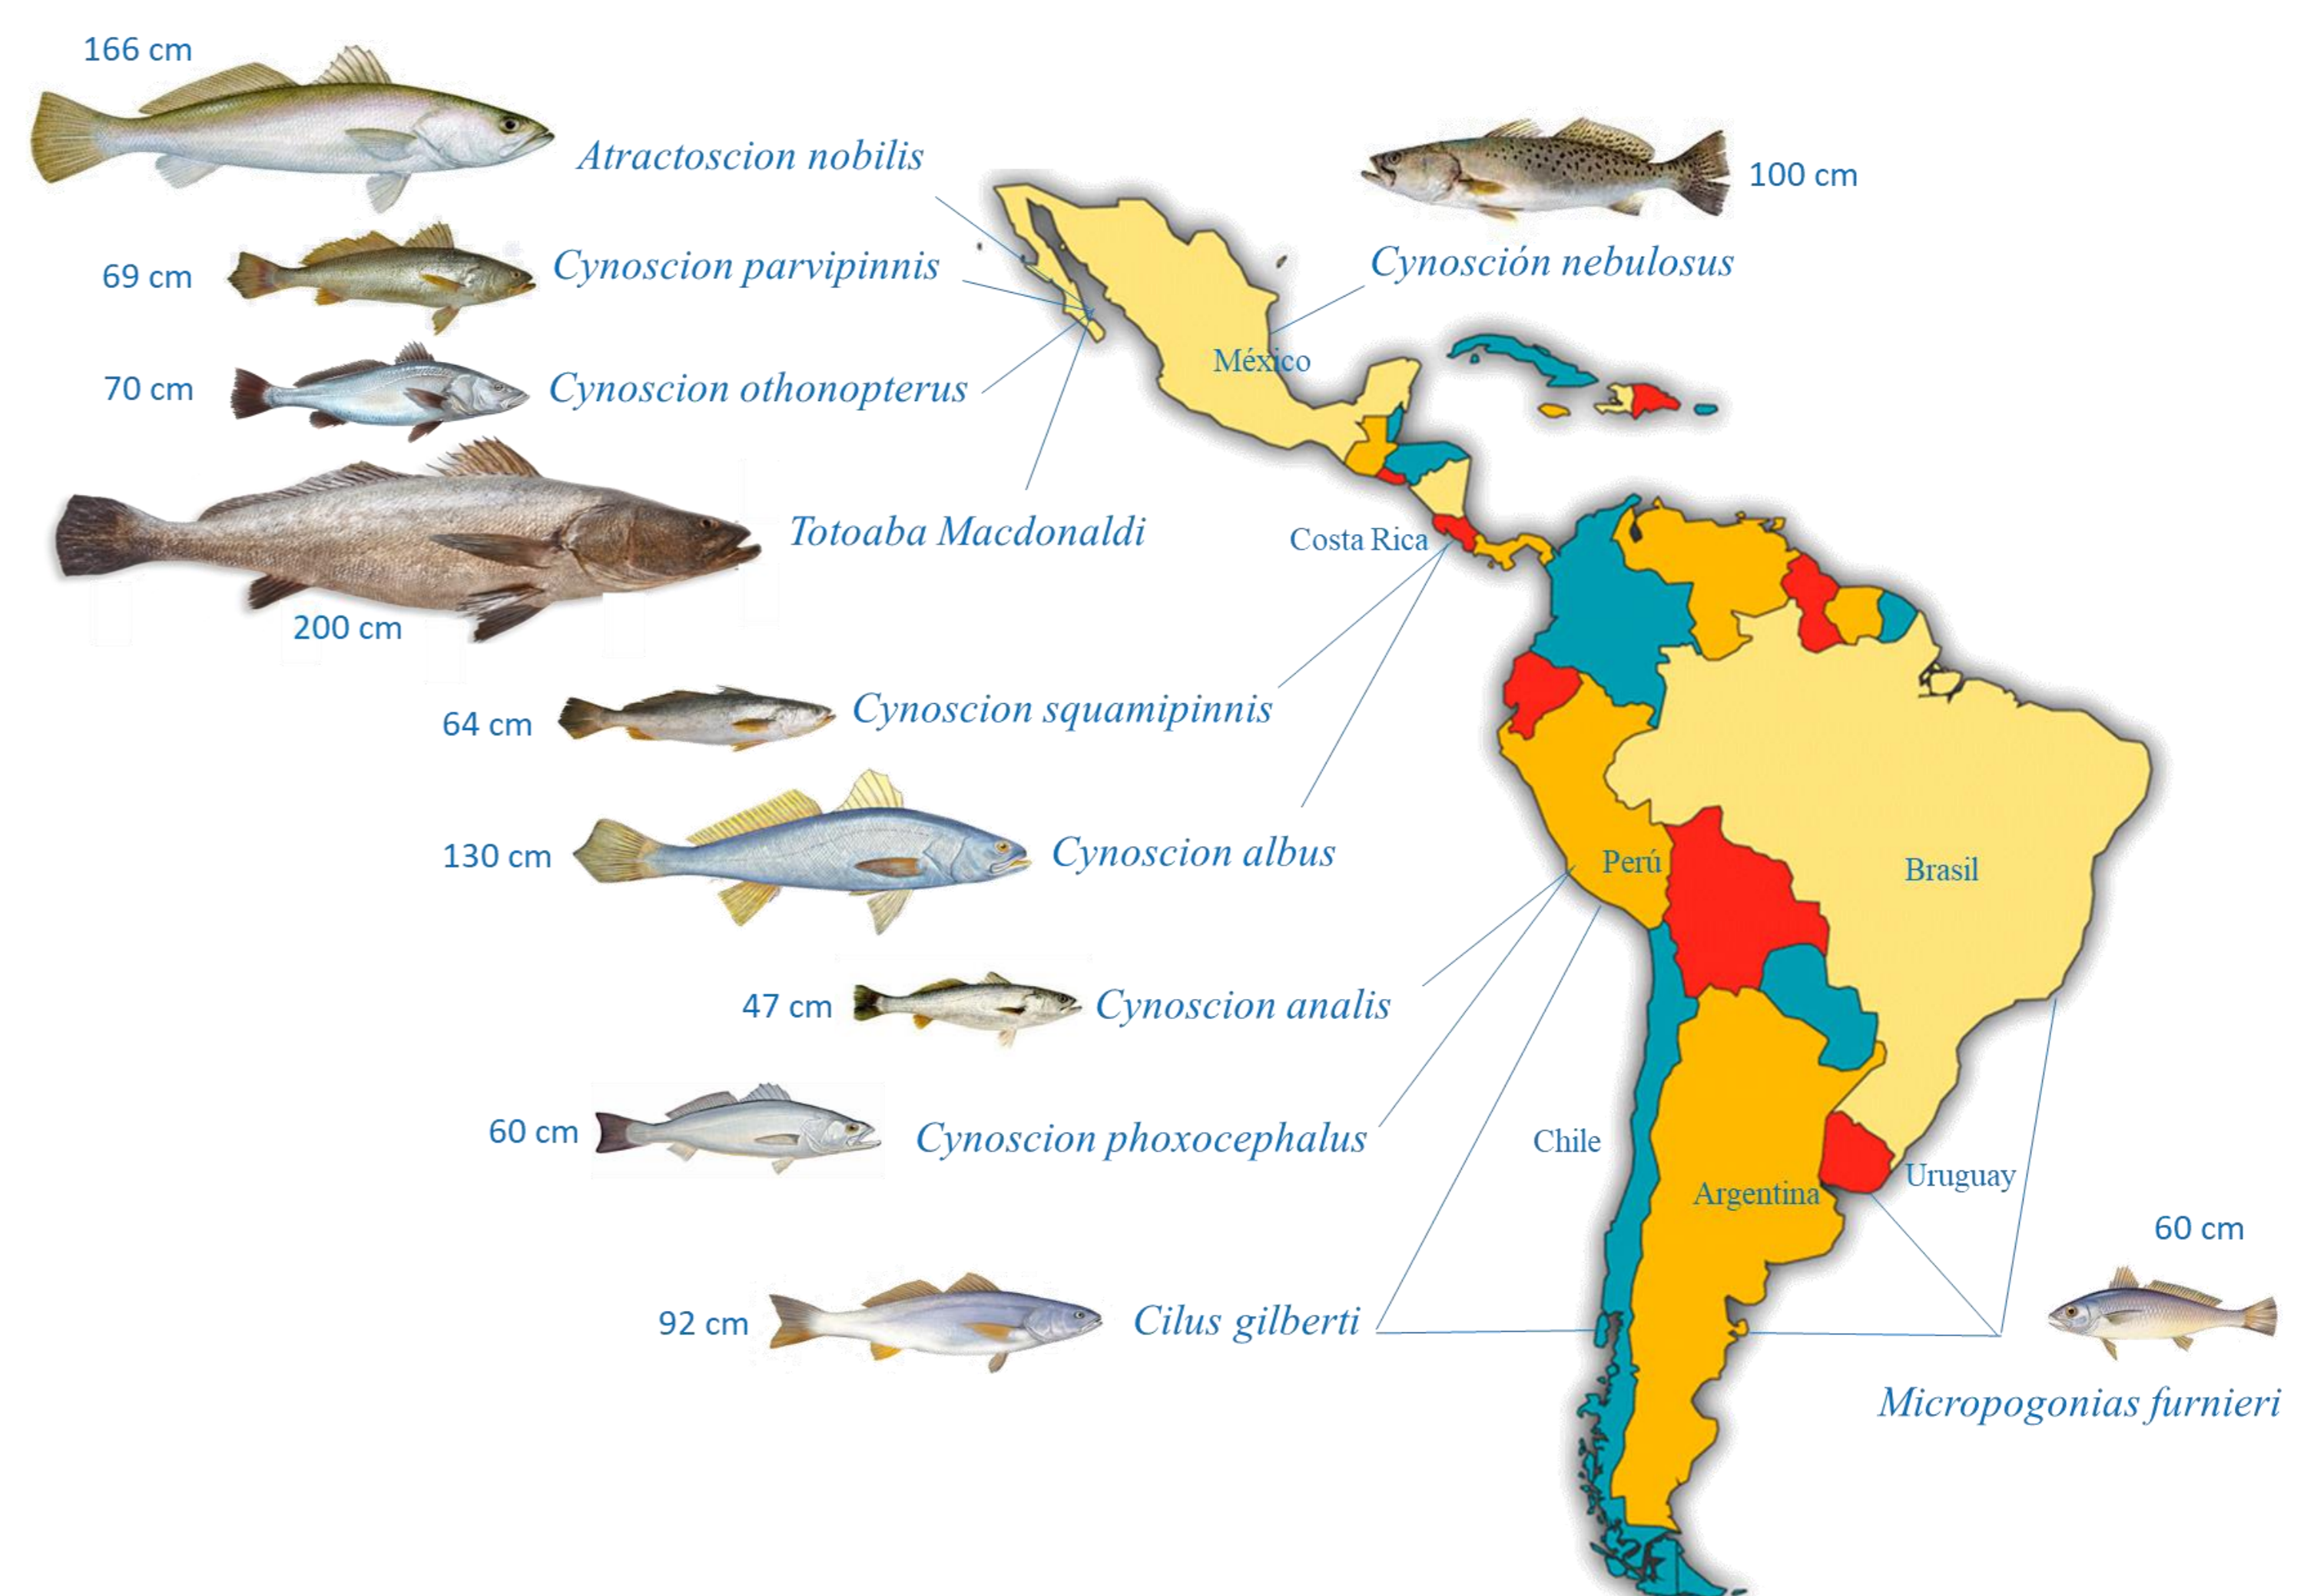 166 cm
Atractoscion nobilis
100 cm
69 cm
Cynoscion parvipinnis
Cynosción nebulosus
México
70 cm
Cynoscion othonopterus
Totoaba Macdonaldi
Costa Rica
200 cm
64 cm
Cynoscion squamipinnis
130 cm
Cynoscion albus
Perú
Brasil
47 cm
Cynoscion analis
60 cm
Cynoscion phoxocephalus
Chile
Uruguay
Argentina
60 cm
92 cm
Cilus gilberti
Micropogonias furnieri